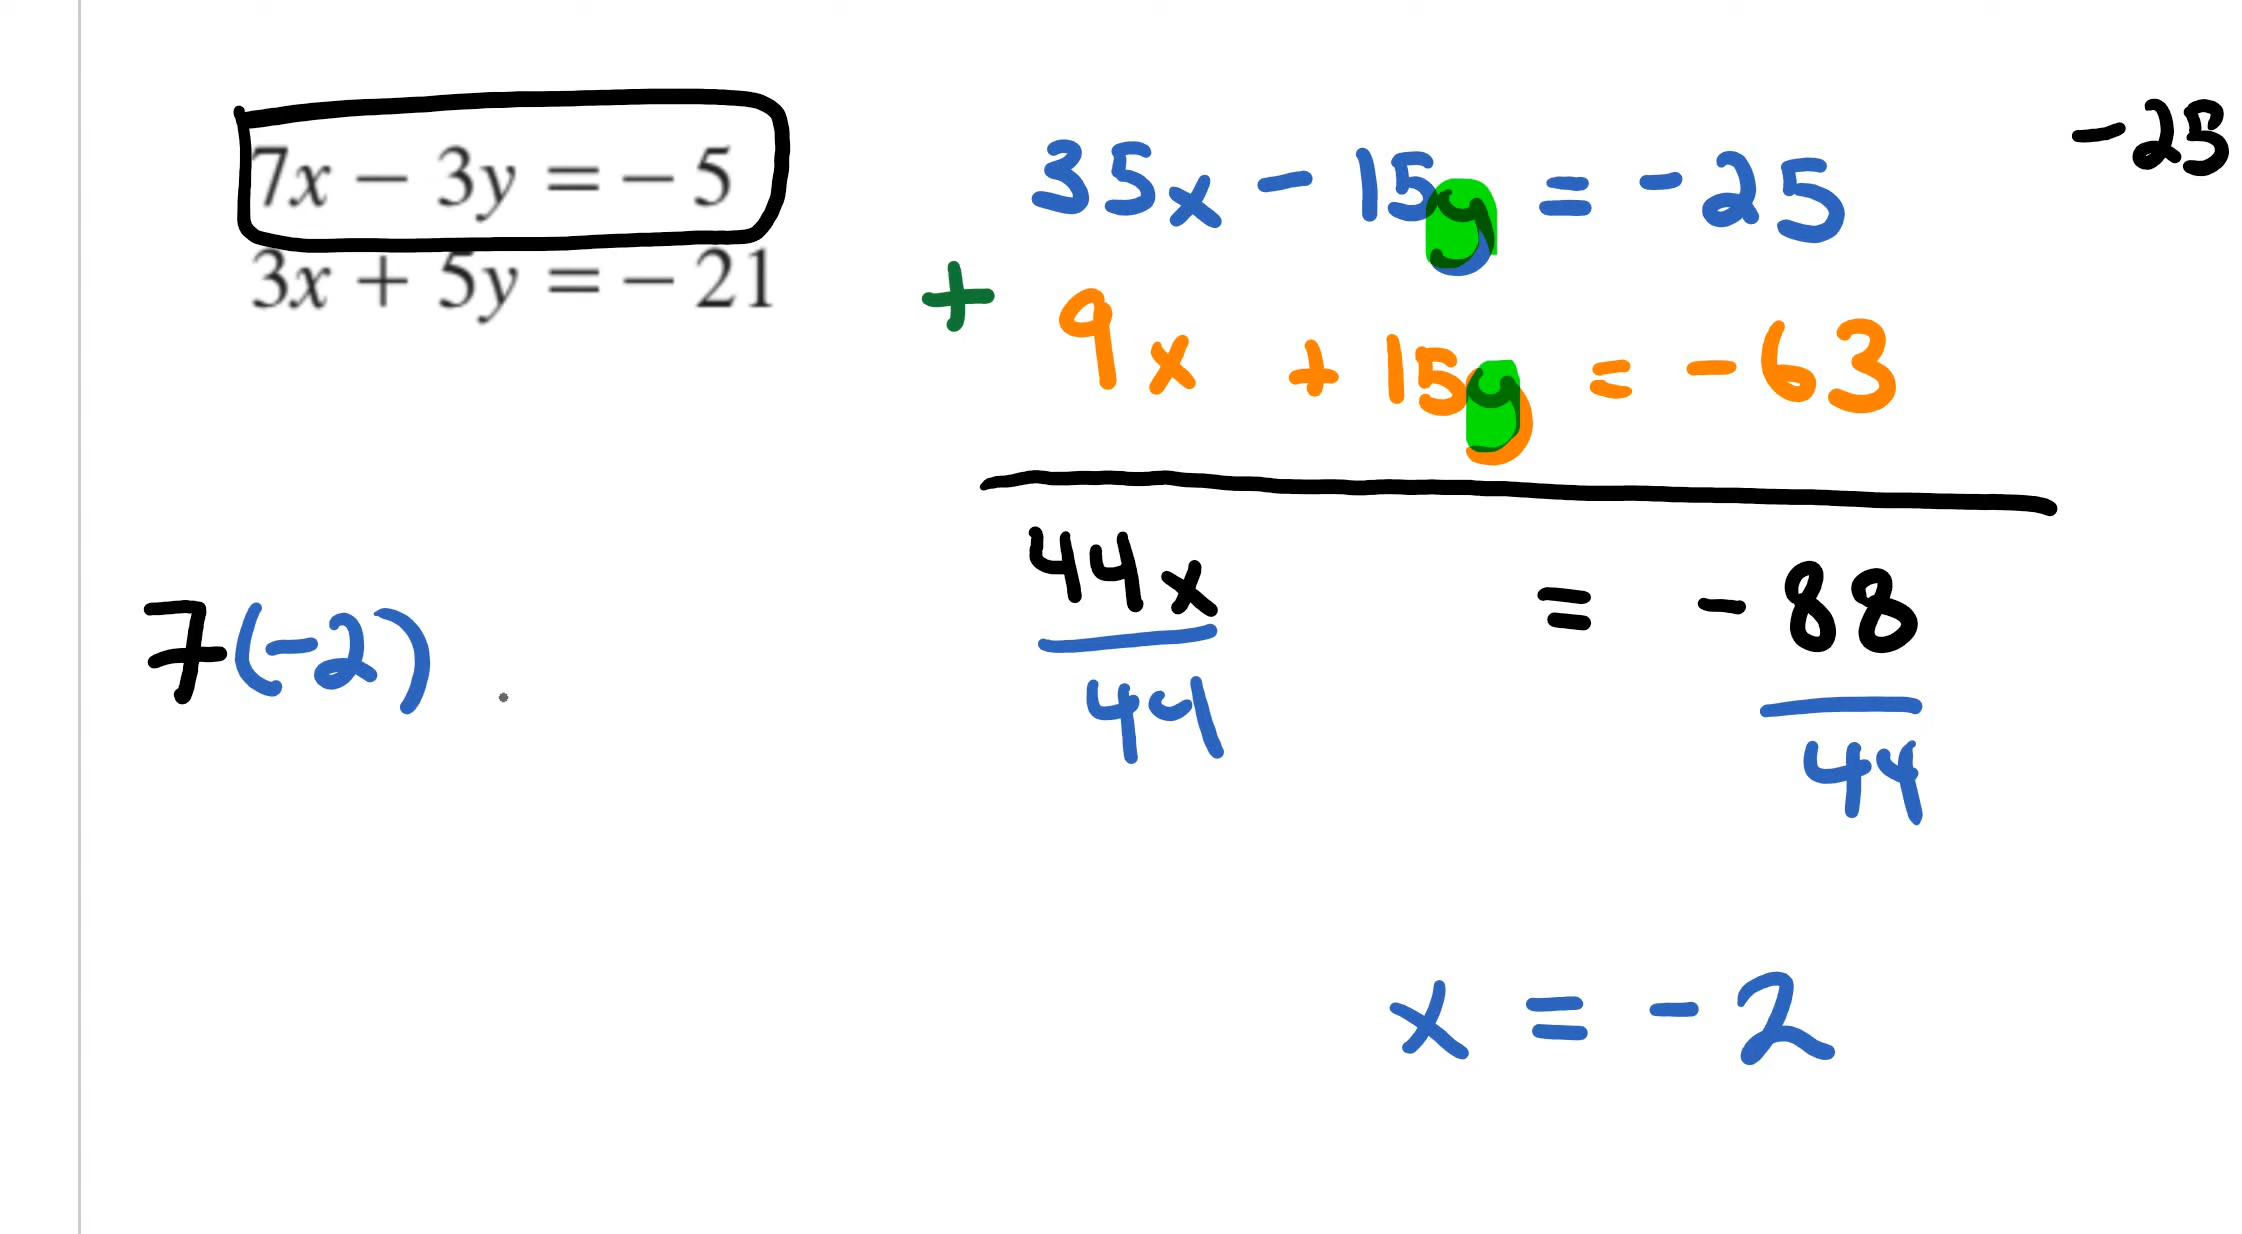 7x − 3y = − 5
3x + 5y = − 21
7(-2)
35x - 15y = -25
+ 9x + 15y = -63
44x = -88
44 44
x = -2
-25